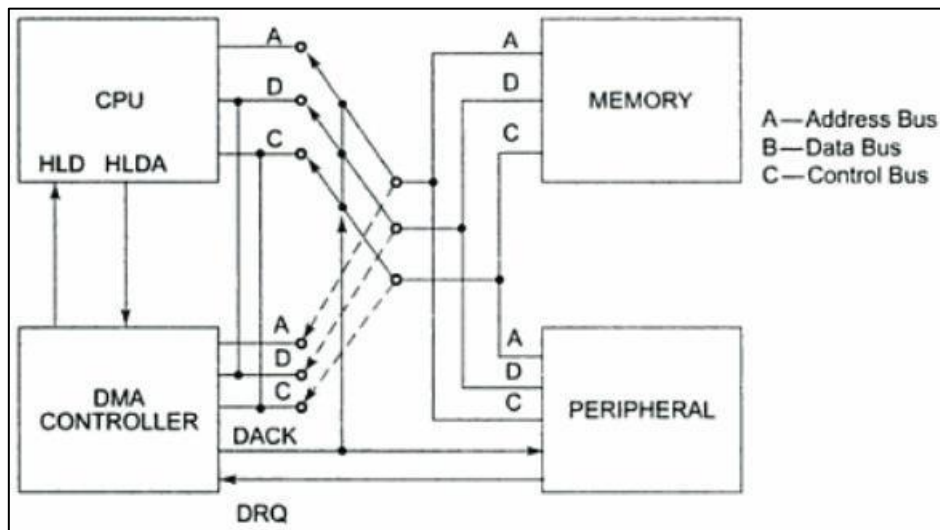 A
A
CPU
D
D
MEMORY
C
C
A—Address Bus
B—Data Bus
C—Control Bus
HLD HLDA
A
D
C
DMA
CONTROLLER
DACK
DRQ
A
D
C
PERIPHERAL